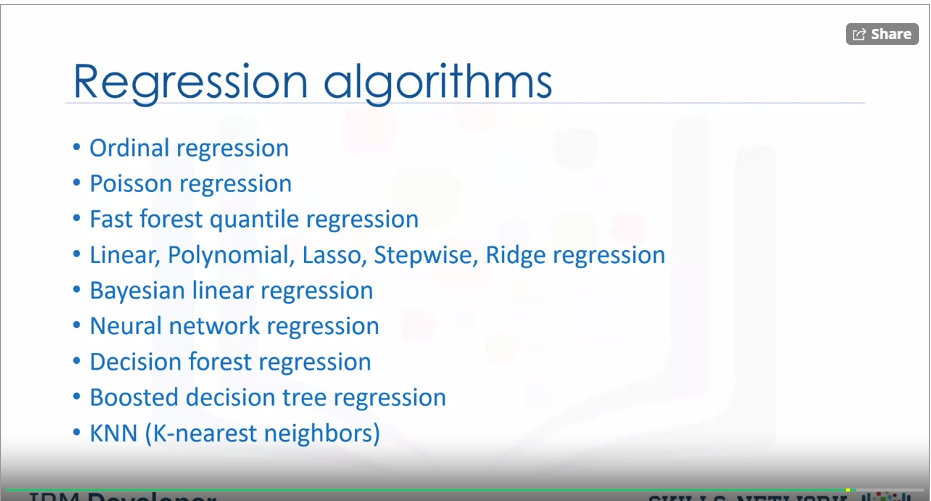 Share
Regression algorithms
• Ordinal regression
• Poisson regression
• Fast forest quantile regression
• Linear, Polynomial, Lasso, Stepwise, Ridge regression
• Bayesian linear regression
• Neural network regression
• Decision forest regression
• Boosted decision tree regression
• KNN (K-nearest neighbors)
IBM Developer
SKILLS NETWORK